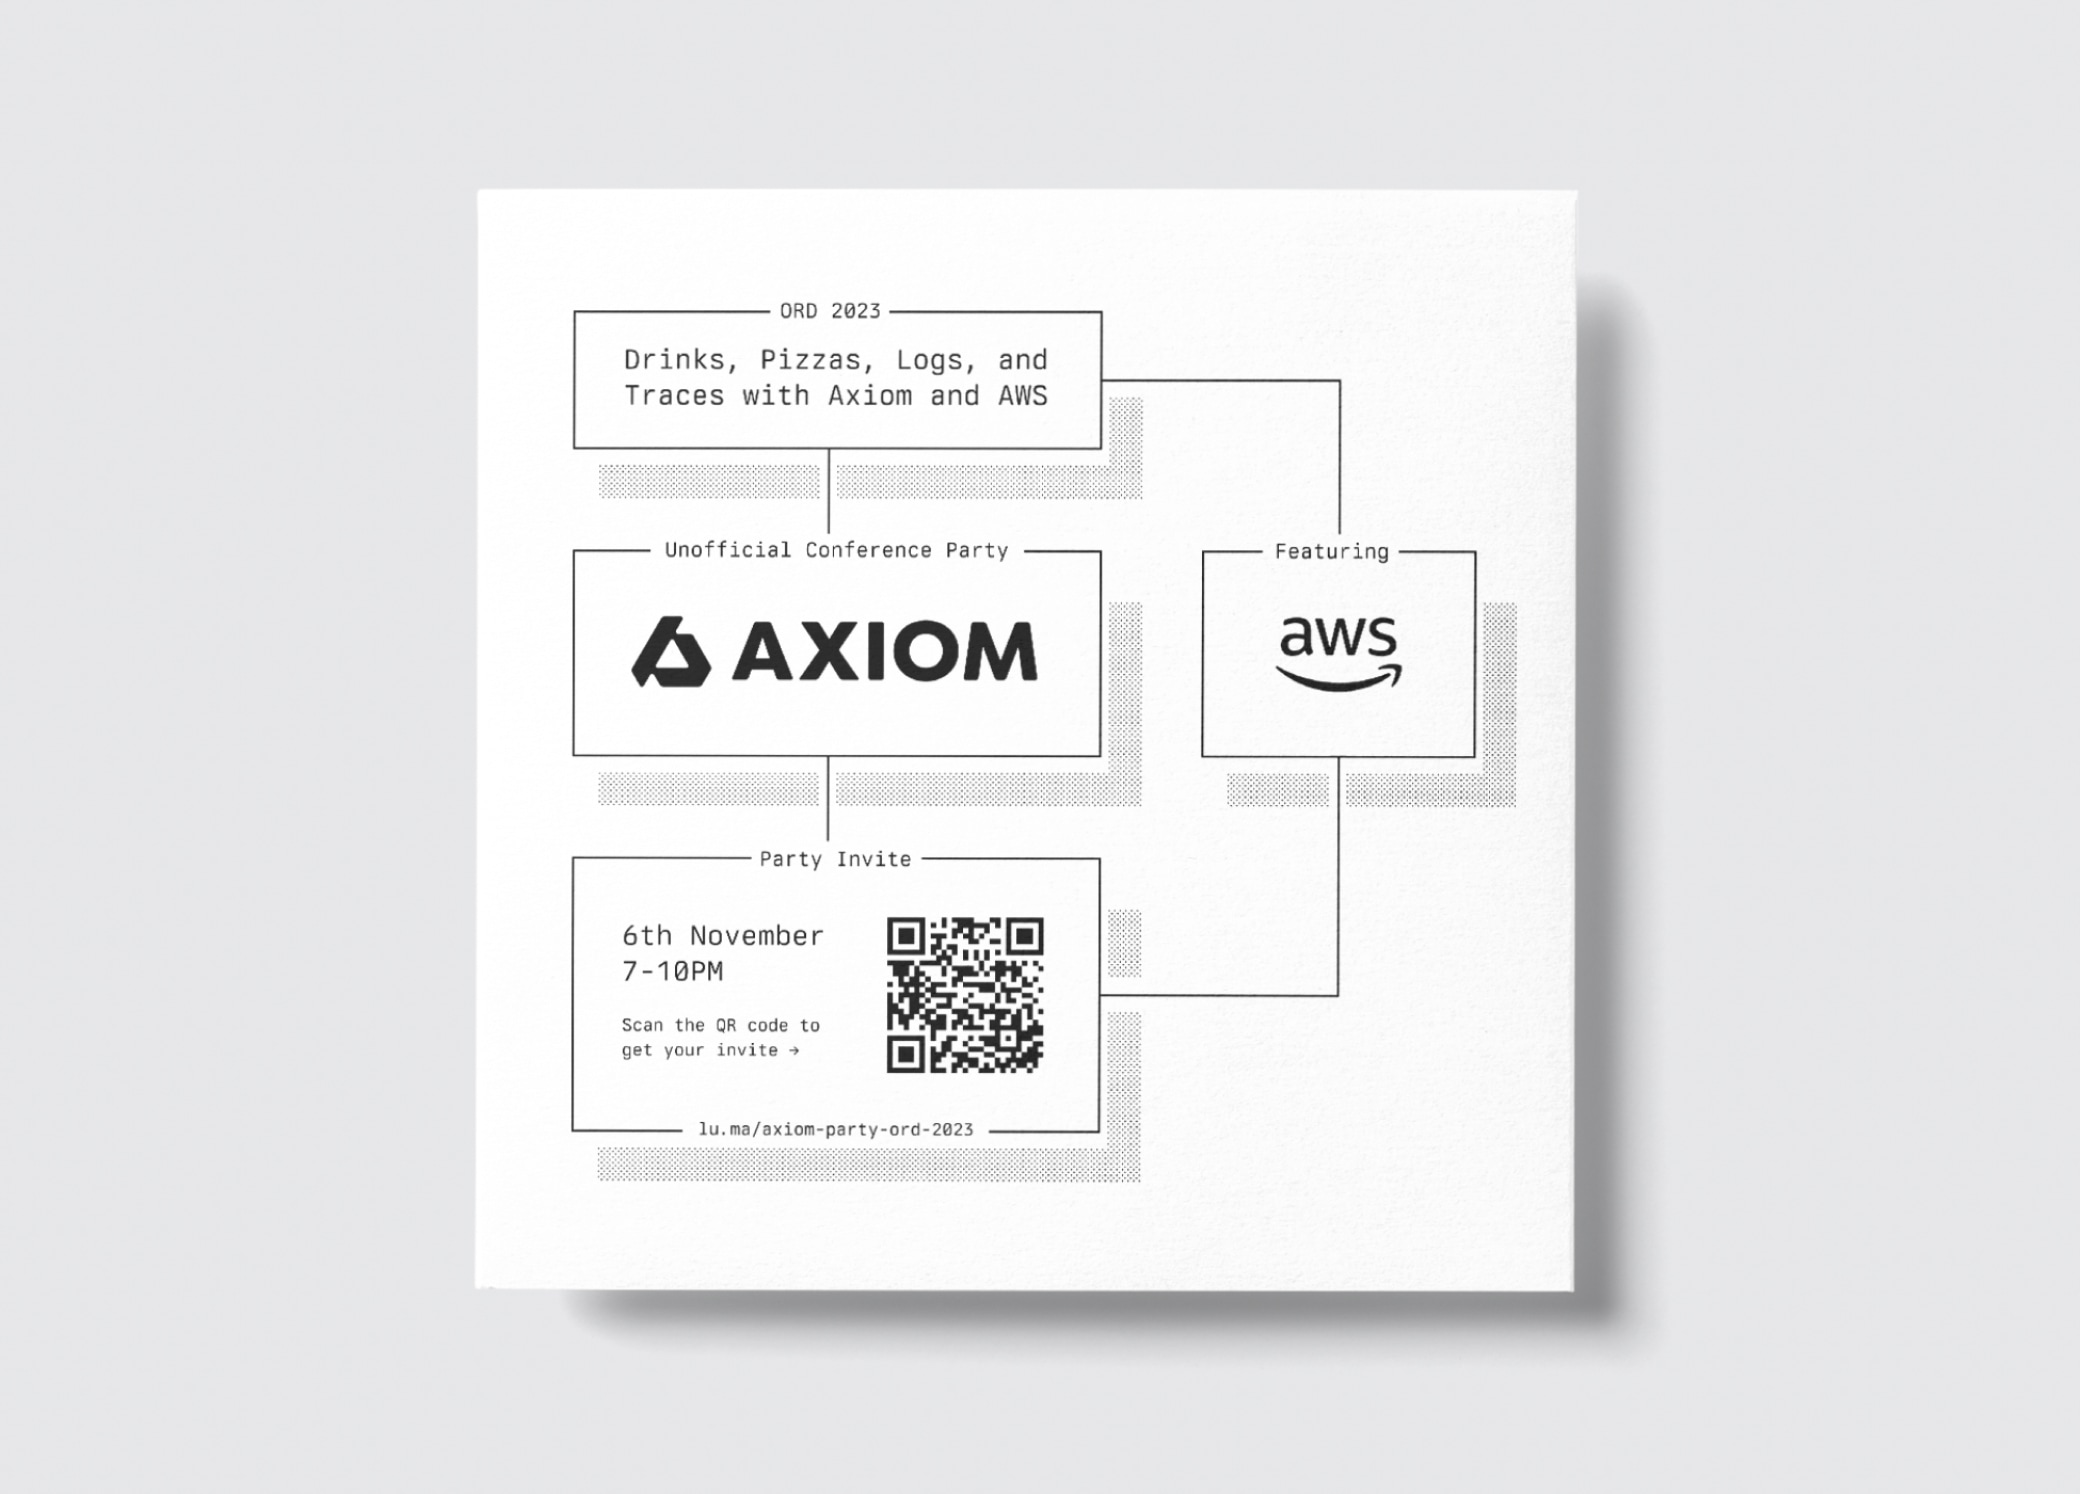 ORD 2023
Drinks, Pizzas, Logs, and
Traces with Axiom and AWS
Unofficial Conference Party
AXIOM
Featuring
aws
Party Invite
6th November
7-10PM
Scan the QR code to
get your invite →
lu.ma/axiom-party-ord-2023